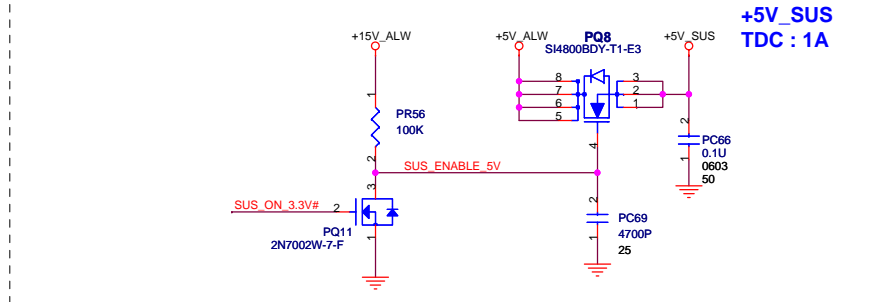 +5V_SUS
TDC : 1A
+15V_ALW
+5V_ALW
PQ8
SI4800BDY-T1-E3
+5V_SUS
8
7
6
5
3
2
1
4
1
PR56
100K
2
SUS_ENABLE_5V
2
PC66
0.1U
0603
50
1
SUS_ON_3.3V#
2
3
1
PQ11
2N7002W-7-F
2
PC69
4700P
25
1